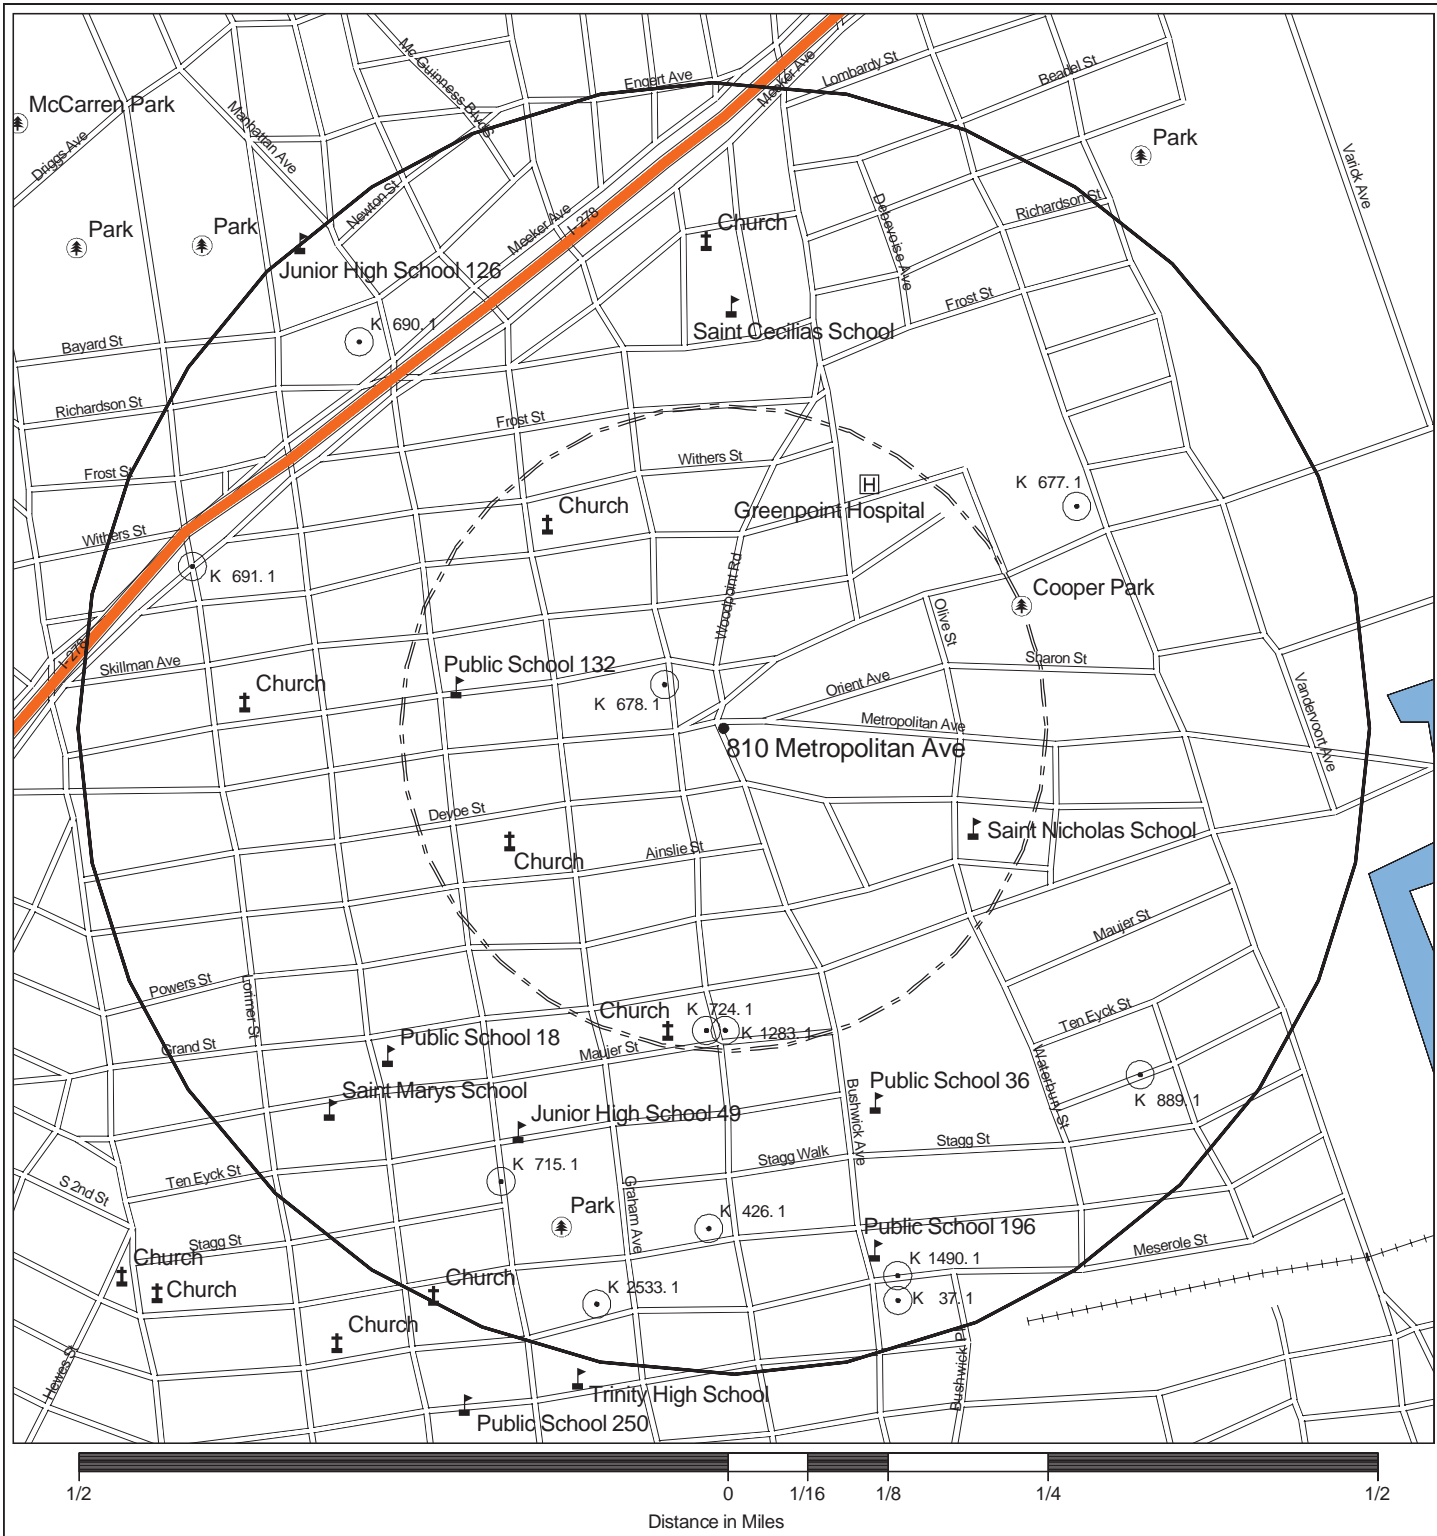 Mc Guinness Blvd S
Engert Ave
Meeker Ave
Lombardy St
Beadel St
McCarren Park
Driggs Ave
Manhattan Ave
Park
Varick Ave
Newton St
Debevoise Ave
Richardson St
Park
Park
Meeker Ave
I-278
Church
Junior High School 126
Frost St
K 690. 1
Saint Cecilias School
Bayard St
Richardson St
Frost St
Withers St
Frost St
K 677. 1
Greenpoint Hospital
H
Church
Withers St
K 691. 1
Woodpoint Rd
Cooper Park
Olive St
I-278
Skillman Ave
Public School 132
Sharon St
Church
Orient Ave
K 678. 1
Metropolitan Ave
Vandervoort Ave
810 Metropolitan Ave
Devoe St
Saint Nicholas School
Church
Ainslie St
Maujer St
Powers St
Lorimer St
Church
K 724. 1
K 1283. 1
Ten Eyck St
Grand St
Public School 18
Maujer St
Waterbury St
Saint Marys School
Public School 36
K 889. 1
Junior High School 49
Bushwick Ave
Stagg St
Stagg Walk
K 715. 1
Ten Eyck St
S 2nd St
Park
Graham Ave
K 426. 1
Public School 196
Stagg St
Meserole St
Church
Church
K 1490. 1
Church
K 2533. 1
K 37. 1
Church
Hewes St
Bushwick Pl
Trinity High School
Public School 250
1/2
0
1/16
1/8
1/4
1/2
Distance in Miles